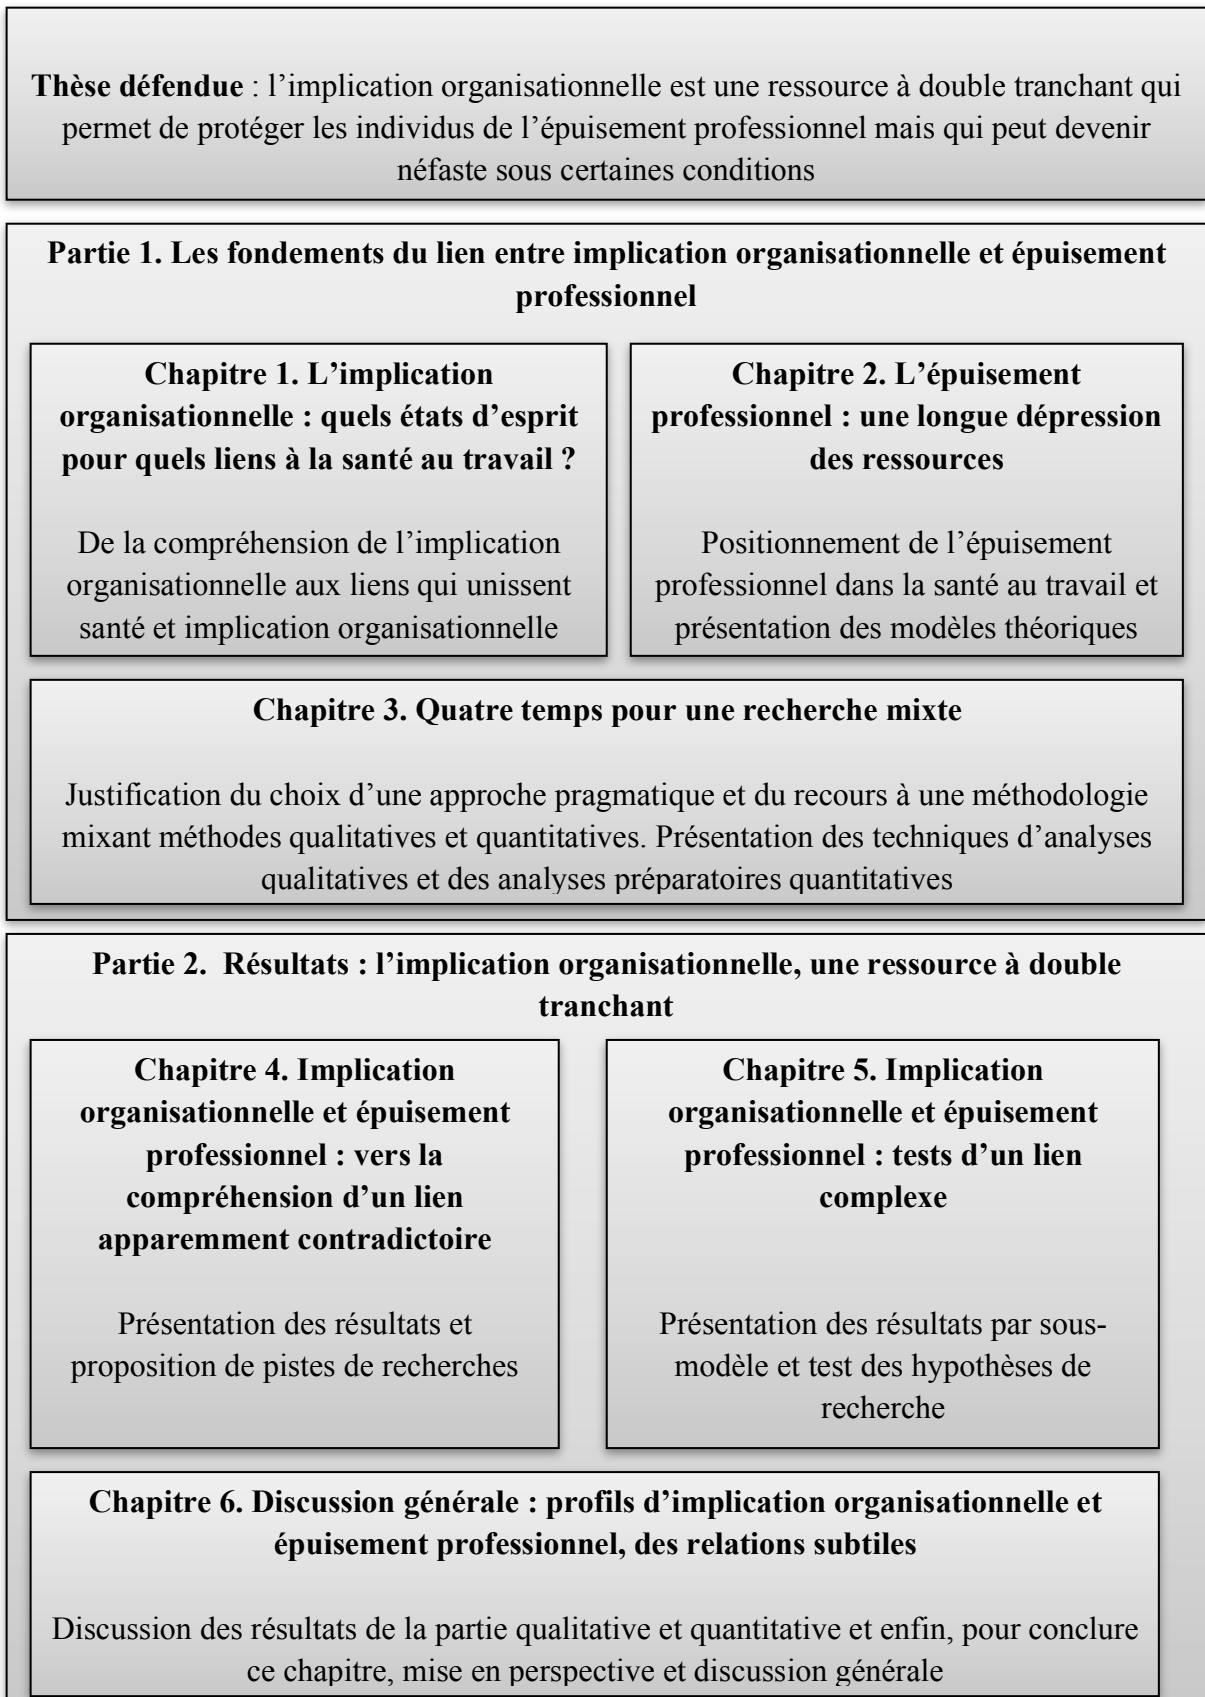 Thèse défendue : l’implication organisationnelle est une ressource à double tranchant qui
permet de protéger les individus de l’épuisement professionnel mais qui peut devenir
néfaste sous certaines conditions
Partie 1. Les fondements du lien entre implication organisationnelle et épuisement
professionnel
Chapitre 1. L’implication
organisationnelle : quels états d’esprit
pour quels liens à la santé au travail ?
De la compréhension de l’implication
organisationnelle aux liens qui unissent
santé et implication organisationnelle
Chapitre 2. L’épuisement
professionnel : une longue dépression
des ressources
Positionnement de l’épuisement
professionnel dans la santé au travail et
présentation des modèles théoriques
Chapitre 3. Quatre temps pour une recherche mixte
Justification du choix d’une approche pragmatique et du recours à une méthodologie
mixant méthodes qualitatives et quantitatives. Présentation des techniques d’analyses
qualitatives et des analyses préparatoires quantitatives
Partie 2. Résultats : l’implication organisationnelle, une ressource à double
tranchant
Chapitre 4. Implication
organisationnelle et épuisement
professionnel : vers la
compréhension d’un lien
apparemment contradictoire
Présentation des résultats et
proposition de pistes de recherches
Chapitre 5. Implication
organisationnelle et épuisement
professionnel : tests d’un lien
complexe
Présentation des résultats par sous-
modèle et test des hypothèses de
recherche
Chapitre 6. Discussion générale : profils d’implication organisationnelle et
épuisement professionnel, des relations subtiles
Discussion des résultats de la partie qualitative et quantitative et enfin, pour conclure
ce chapitre, mise en perspective et discussion générale